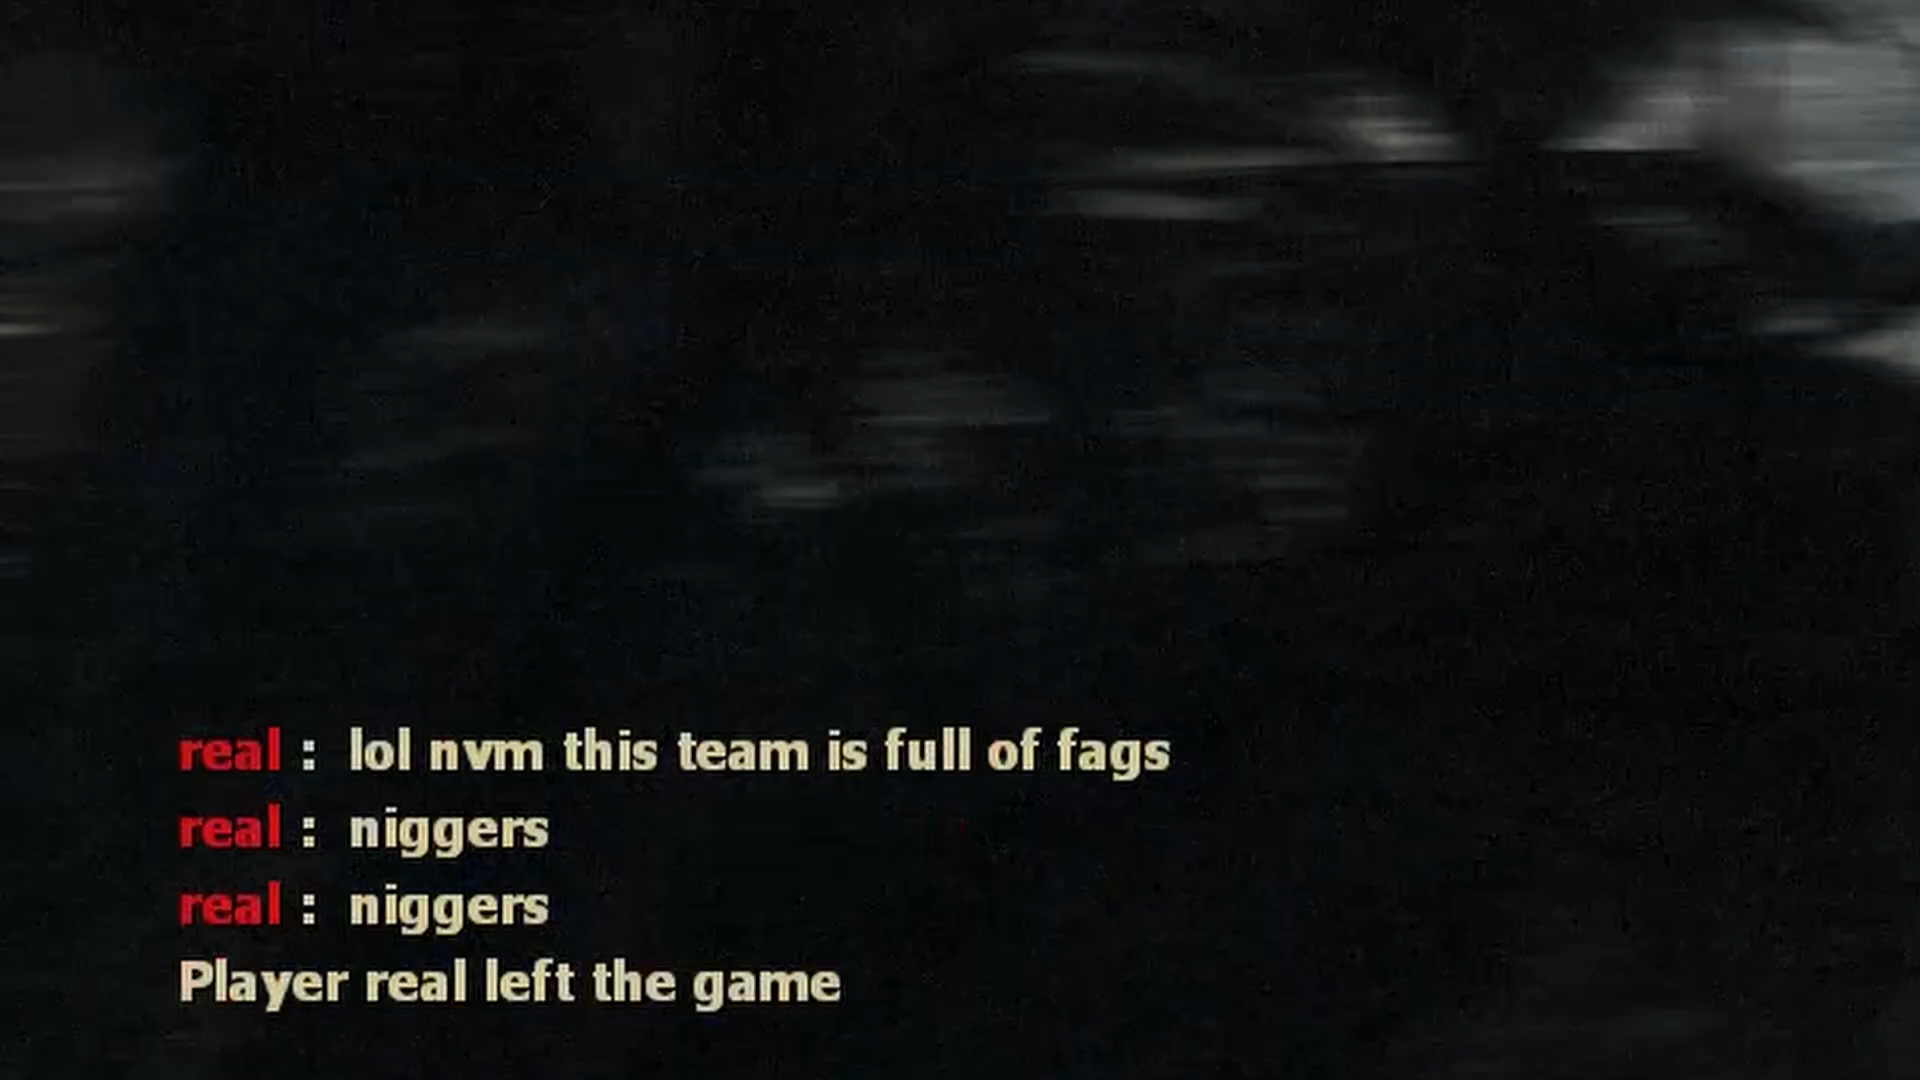 real : lol nvm this team is full of fags
real : niggers
real : niggers
Player real left the game